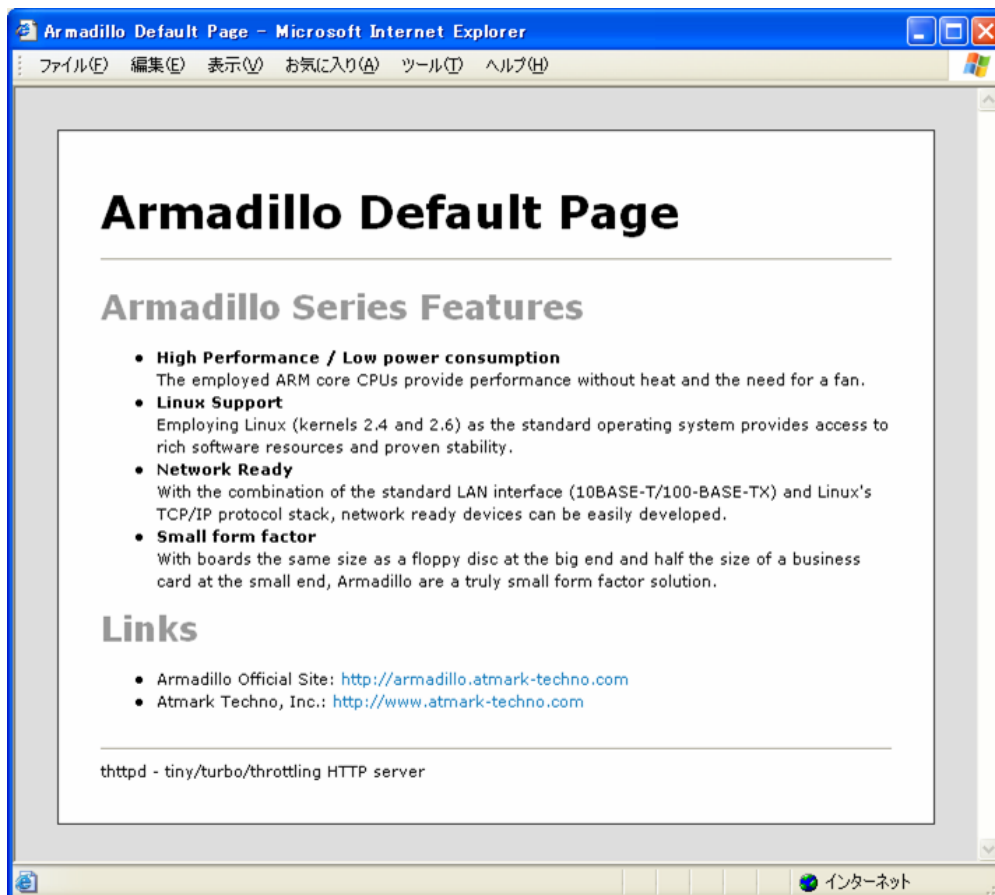 Armadillo Default Page - Microsoft Internet Explorer
ファイル(F) 編集(E) 表示(V) お気に入り(A) ツール(T) ヘルプ(H)
Armadillo Default Page
Armadillo Series Features
• High Performance / Low power consumption
The employed ARM core CPUs provide performance without heat and the need for a fan.
• Linux Support
Employing Linux (kernels 2.4 and 2.6) as the standard operating system provides access to
rich software resources and proven stability.
• Network Ready
With the combination of the standard LAN interface (10BASE-T/100-BASE-TX) and Linux's
TCP/IP protocol stack, network ready devices can be easily developed.
• Small form factor
With boards the same size as a floppy disc at the big end and half the size of a business
card at the small end, Armadillo are a truly small form factor solution.
Links
• Armadillo Official Site: http://armadillo.atmark-techno.com
• Atmark Techno, Inc.: http://www.atmark-techno.com
thttpd - tiny/turbo/throttling HTTP server
インターネット